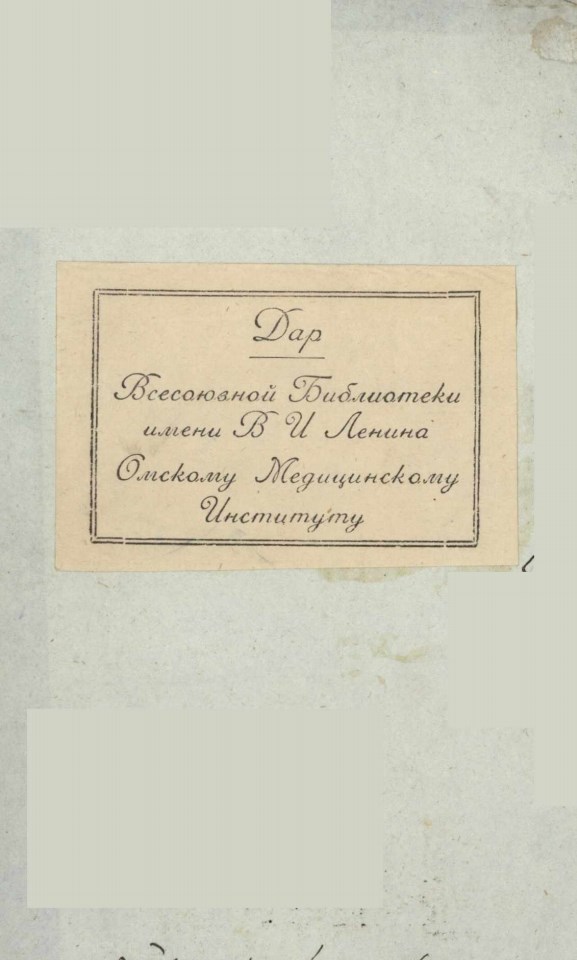 Дар
Всесоюзной Библиотеки
имени В И Ленина
Омскому Медицинскому
Институту